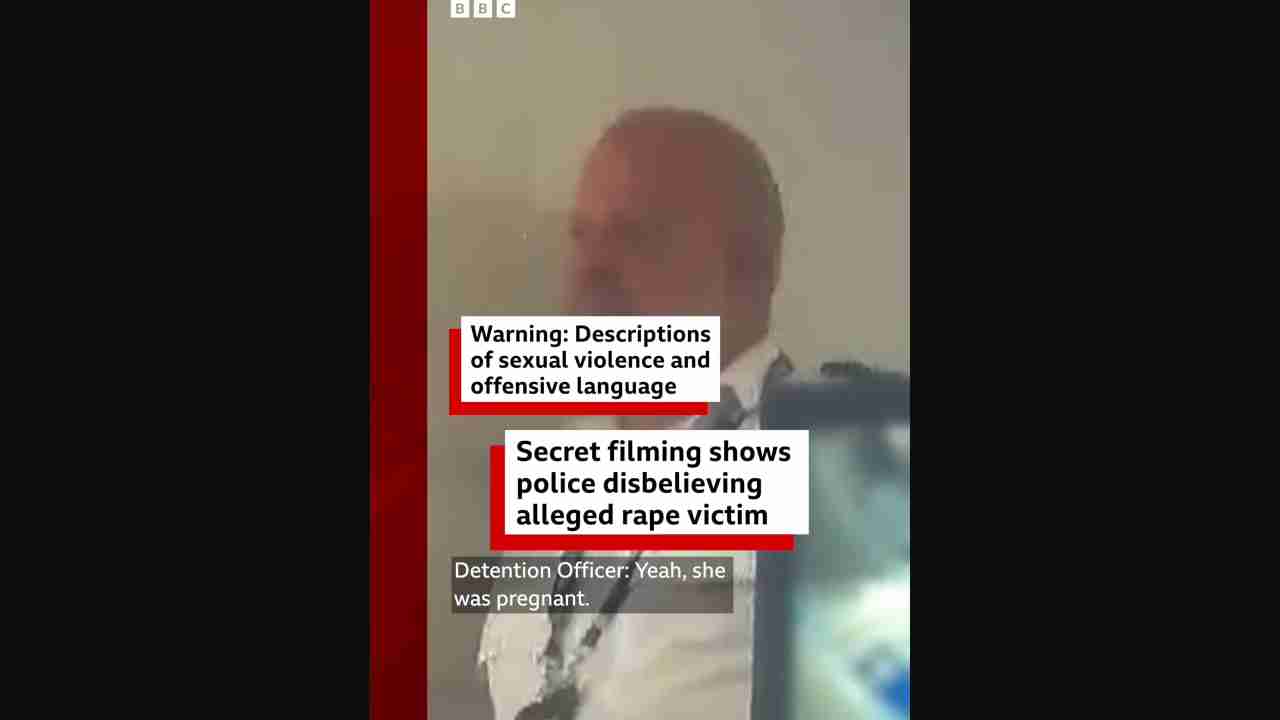 BBC
Warning: Descriptions
of sexual violence and
offensive language
Secret filming shows
police disbelieving
alleged rape victim
Detention Officer: Yeah, she
was pregnant.